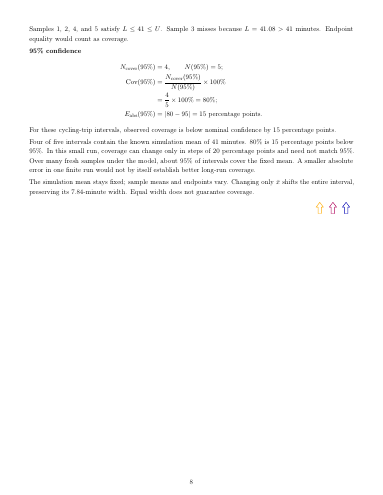 Samples 1, 2, 4, and 5 satisfy L ≤ 41 ≤ U. Sample 3 misses because L = 41.08 > 41 minutes. Endpoint
equality would count as coverage.
95% confidence
N_cover(95%) = 4, N(95%) = 5;
Cov(95%) = N_cover(95%) / N(95%) × 100%
= 4/5 × 100% = 80%;
E_abs(95%) = |80 − 95| = 15 percentage points.
For these cycling-trip intervals, observed coverage is below nominal confidence by 15 percentage points.
Four of five intervals contain the known simulation mean of 41 minutes. 80% is 15 percentage points below
95%. In this small run, coverage can change only in steps of 20 percentage points and need not match 95%.
Over many fresh samples under the model, about 95% of intervals cover the fixed mean. A smaller absolute
error in one finite run would not by itself establish better long-run coverage.
The simulation mean stays fixed; sample means and endpoints vary. Changing only x̄ shifts the entire interval,
preserving its 7.84-minute width. Equal width does not guarantee coverage.
8